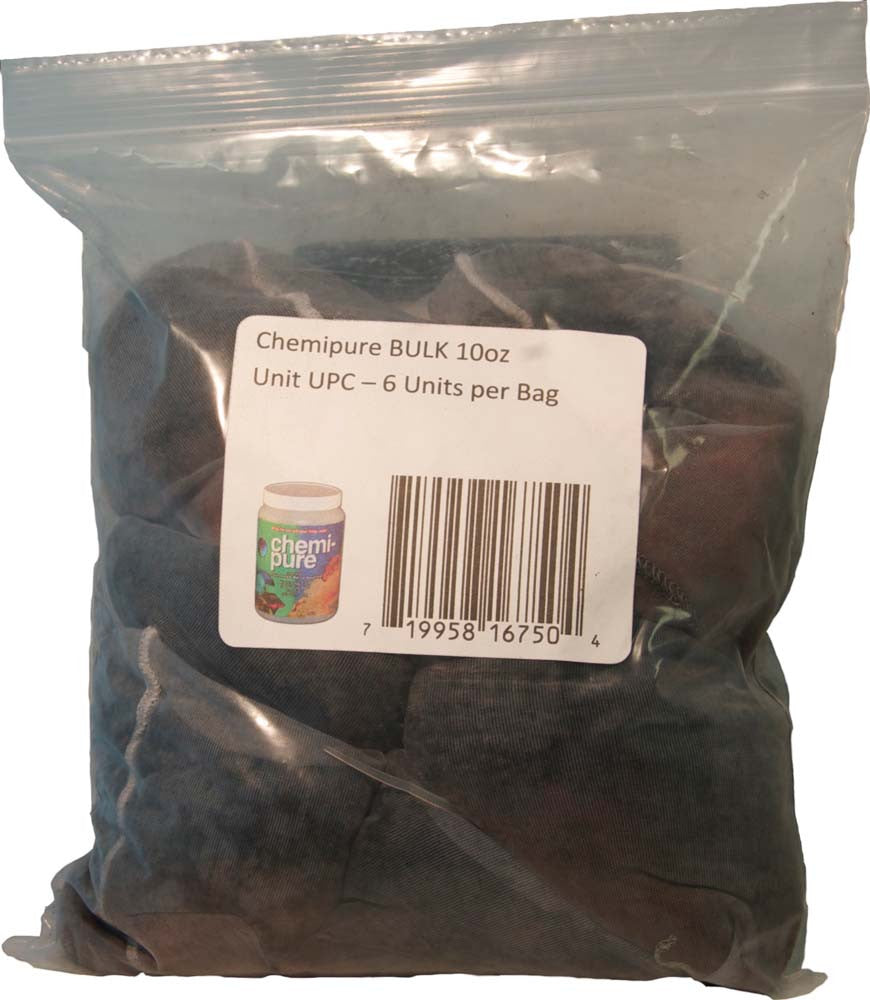 Chemipure BULK 10oz
Unit UPC – 6 Units per Bag
chemi-
pure
7 19958 16750 4